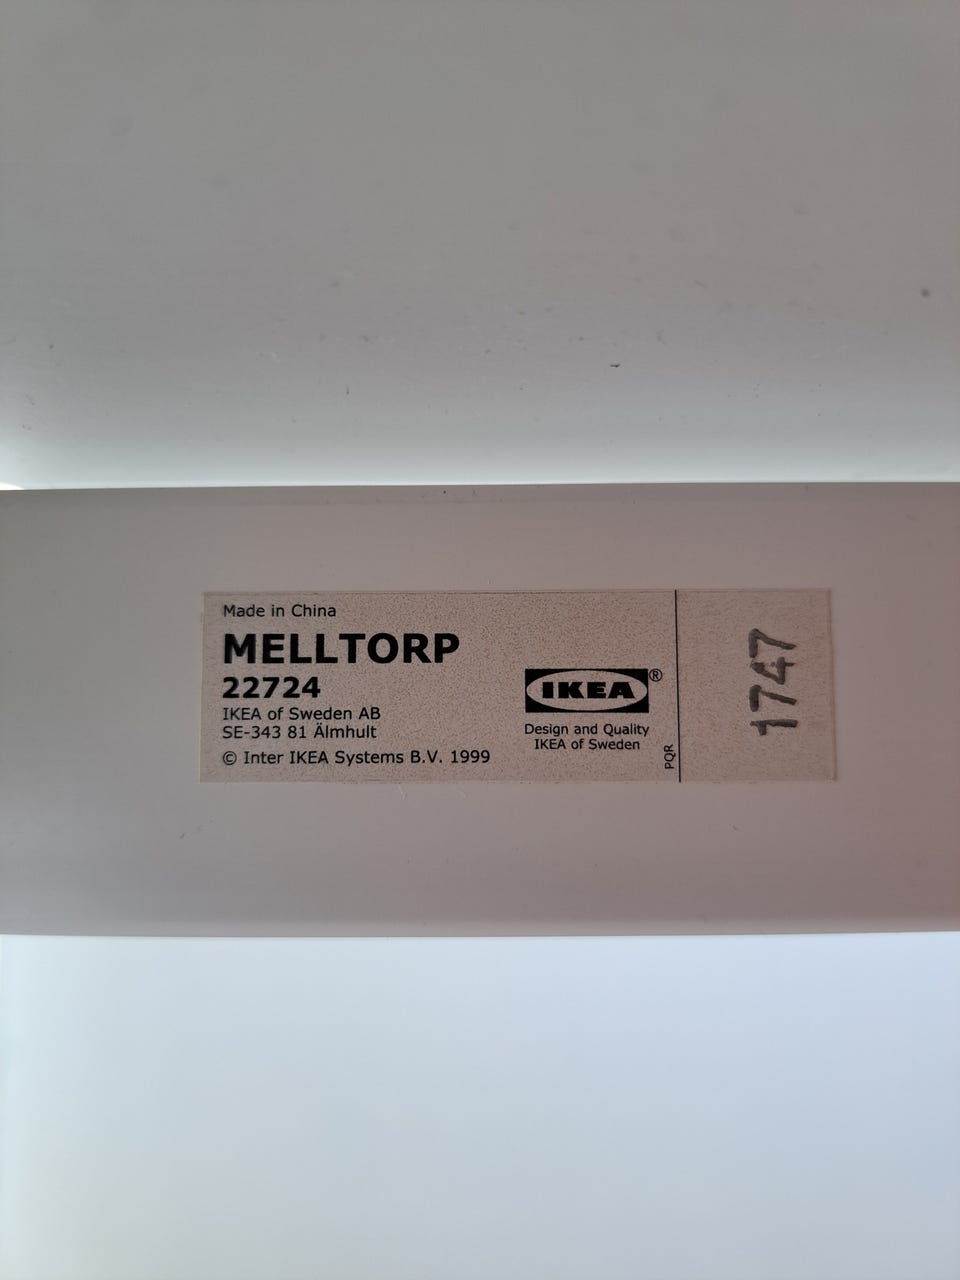 Made in China
MELLTORP
22724
IKEA of Sweden AB
SE-343 81 Älmhult
© Inter IKEA Systems B.V. 1999
IKEA®
Design and Quality
IKEA of Sweden
PQR
1747